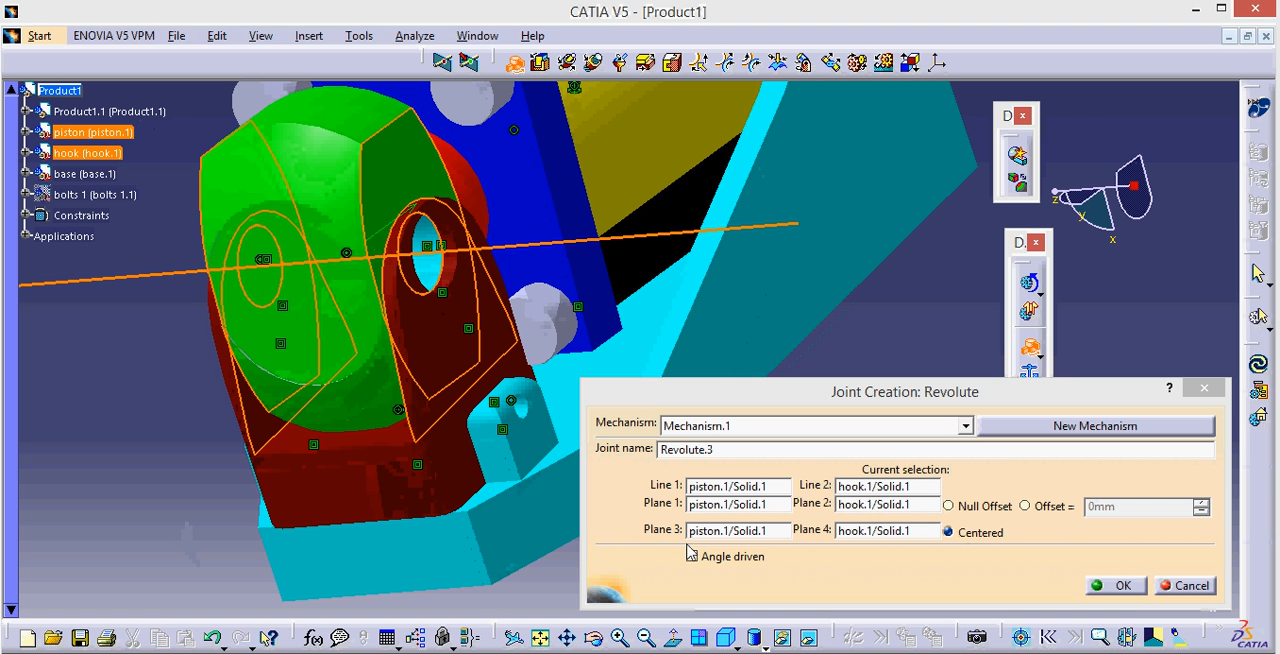 CATIA V5 - [Product1]
Start ENOVIA V5 VPM File Edit View Insert Tools Analyze Window Help
Product1
Product1.1 (Product1.1)
piston (piston.1)
hook (hook.1)
base (base.1)
bolts 1 (bolts 1.1)
Constraints
Applications
D
D.
z
y
x
Joint Creation: Revolute
?
Mechanism: Mechanism.1 New Mechanism
Joint name: Revolute.3
Current selection:
Line 1: piston.1/Solid.1 Line 2: hook.1/Solid.1
Plane 1: piston.1/Solid.1 Plane 2: hook.1/Solid.1 Null Offset Offset = 0mm
Plane 3: piston.1/Solid.1 Plane 4: hook.1/Solid.1 Centered
Angle driven
OK Cancel
f(x)
CATIA